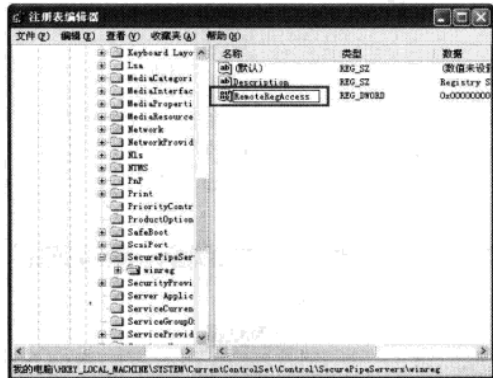 注册表编辑器
文件(F) 编辑(E) 查看(V) 收藏夹(A) 帮助(H)
Keyboard Layo
Lsa
MediaCategori
MediaInterfac
MediaProperti
MediaResource
Network
NetworkProvid
Nls
NTMS
PnP
Print
PriorityContr
ProductOption
SafeBoot
ScsiPort
SecurePipeSer
winreg
SecurityProvi
Server Applic
ServiceCurren
ServiceGroupO
ServiceProvid
名称 类型 数据
(默认) REG_SZ (数值未设置
Description REG_SZ Registry S
RemoteRegAccess REG_DWORD 0x00000000
我的电脑\HKEY_LOCAL_MACHINE\SYSTEM\CurrentControlSet\Control\SecurePipeServers\winreg